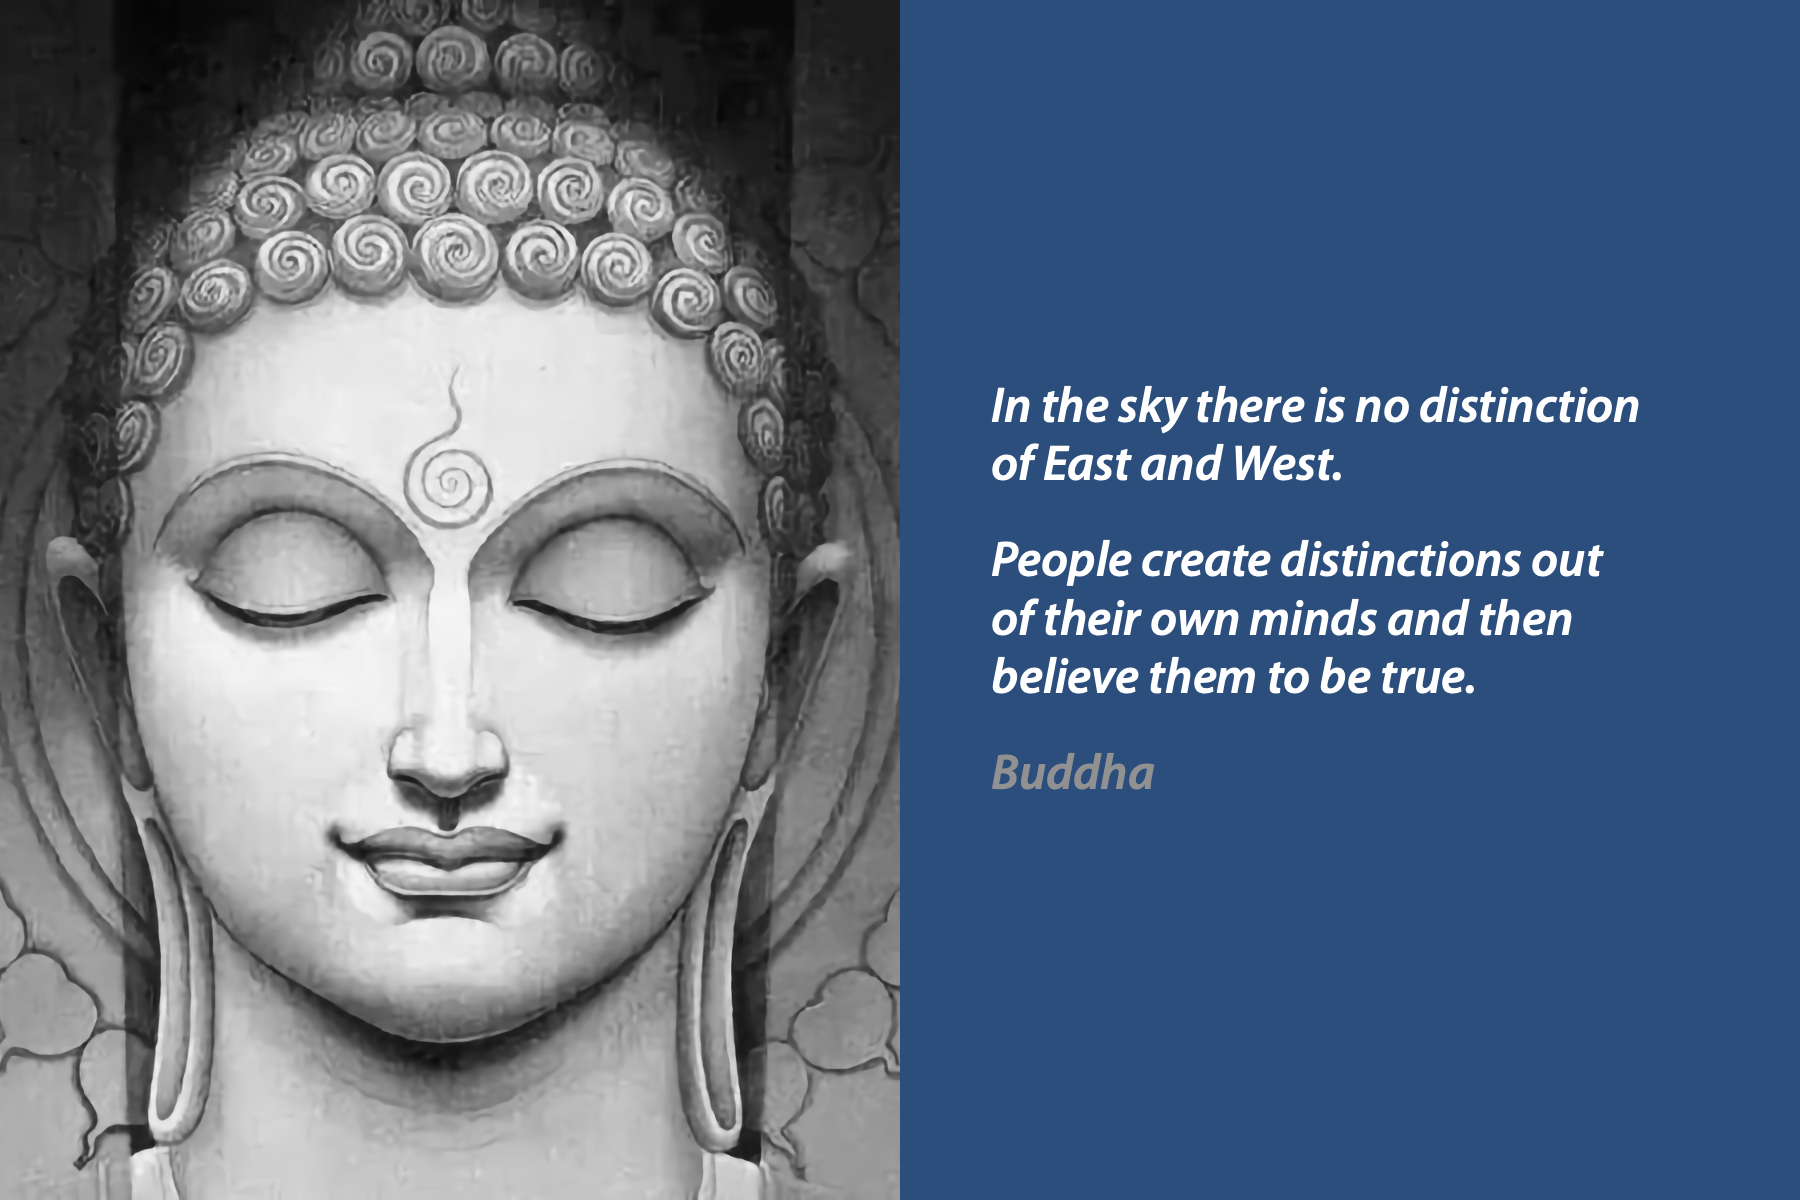 In the sky there is no distinction
of East and West.
People create distinctions out
of their own minds and then
believe them to be true.
Buddha